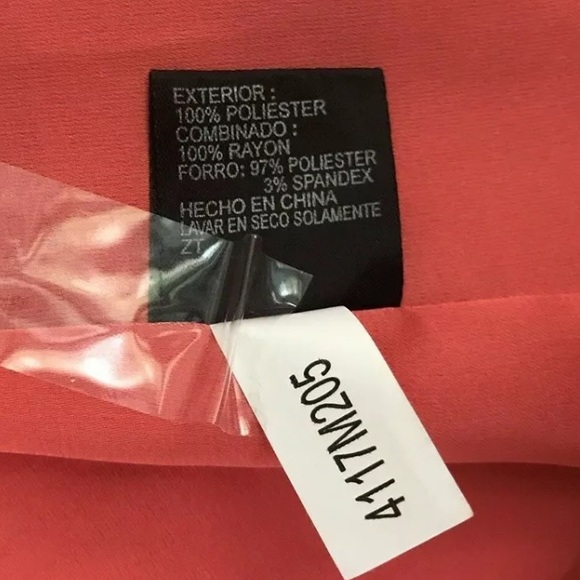 EXTERIOR :
100% POLIESTER
COMBINADO :
100% RAYON
FORRO: 97% POLIESTER
3% SPANDEX
HECHO EN CHINA
LAVAR EN SECO SOLAMENTE
ZT
4117M205